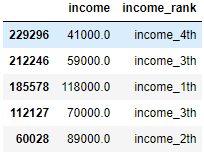 income income_rank
229296 41000.0 income_4th
212246 59000.0 income_3th
185578 118000.0 income_1th
112127 70000.0 income_3th
60028 89000.0 income_2th